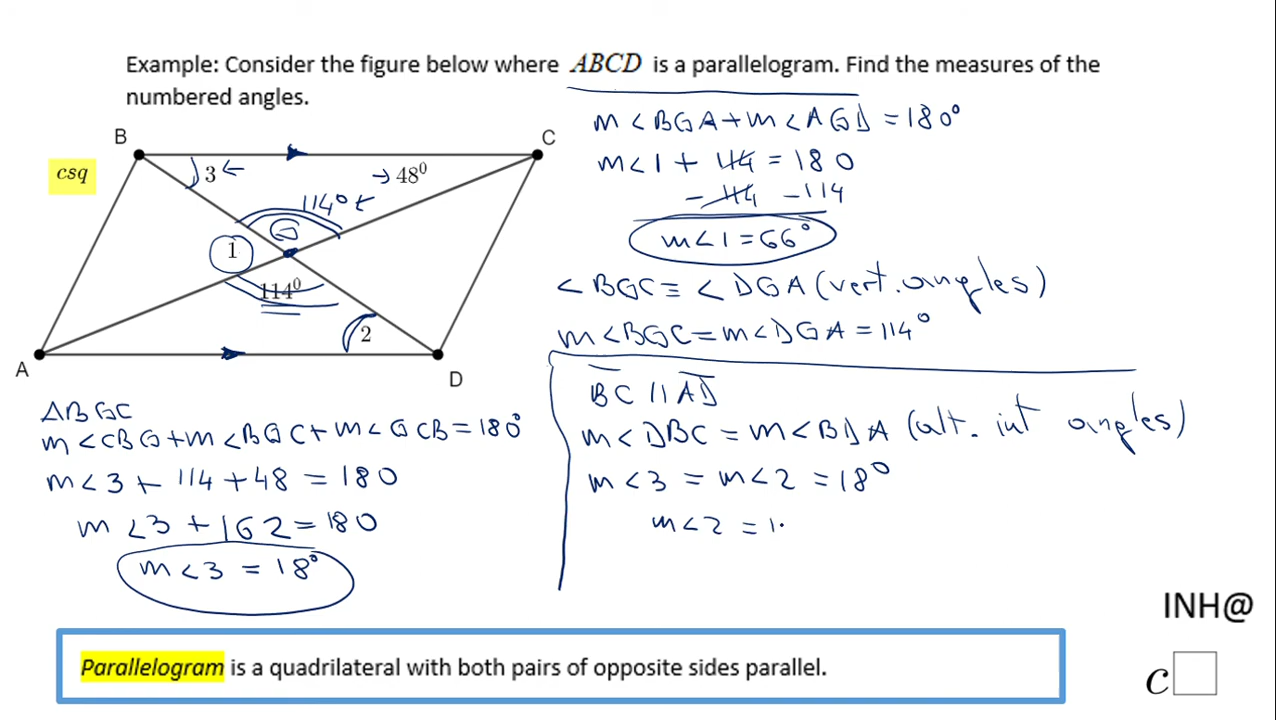 Example: Consider the figure below where ABCD is a parallelogram. Find the measures of the
numbered angles.
B
C
csq
3
48⁰
114°
G
1
114⁰
2
A
D
m∠BGA+m∠AGD=180°
m∠1 + 114 = 180
-114 -114
m∠1=66°
∠BGC≅∠DGA (vert. angles)
m∠BGC=m∠DGA=114°
BC || AD
m∠DBC=m∠BDA (alt. int angles)
m∠3 = m∠2 = 18°
m∠2 = 1
△BGC
m∠CBG+m∠BGC+m∠GCB=180°
m∠3 + 114 + 48 = 180
m∠3 + 162 = 180
m∠3 = 18°
INH@
Parallelogram is a quadrilateral with both pairs of opposite sides parallel.
c